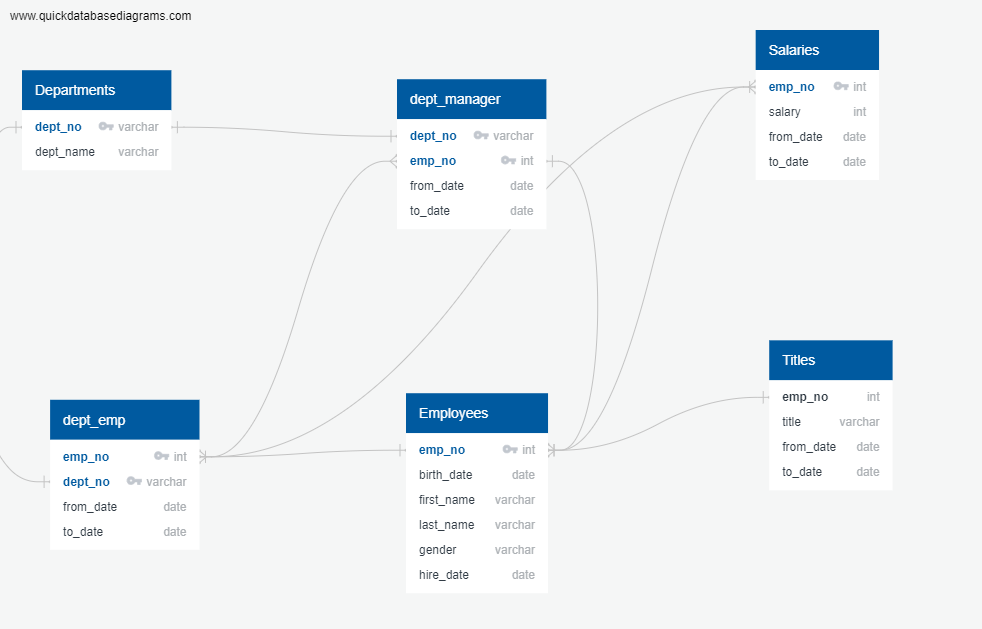 www.quickdatabasediagrams.com
Departments
dept_no varchar
dept_name varchar
dept_manager
dept_no varchar
emp_no int
from_date date
to_date date
Salaries
emp_no int
salary int
from_date date
to_date date
dept_emp
emp_no int
dept_no varchar
from_date date
to_date date
Employees
emp_no int
birth_date date
first_name varchar
last_name varchar
gender varchar
hire_date date
Titles
emp_no int
title varchar
from_date date
to_date date